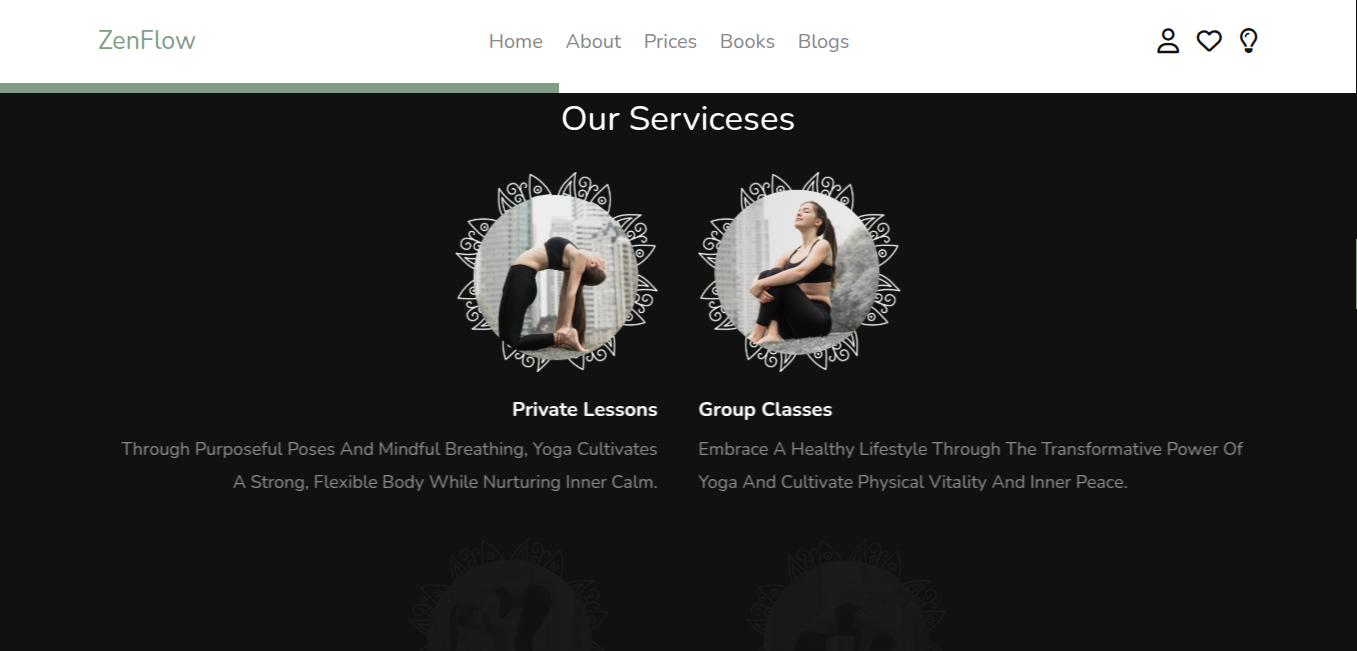 ZenFlow
Home About Prices Books Blogs
Our Serviceses
Private Lessons
Through Purposeful Poses And Mindful Breathing, Yoga Cultivates
A Strong, Flexible Body While Nurturing Inner Calm.
Group Classes
Embrace A Healthy Lifestyle Through The Transformative Power Of
Yoga And Cultivate Physical Vitality And Inner Peace.